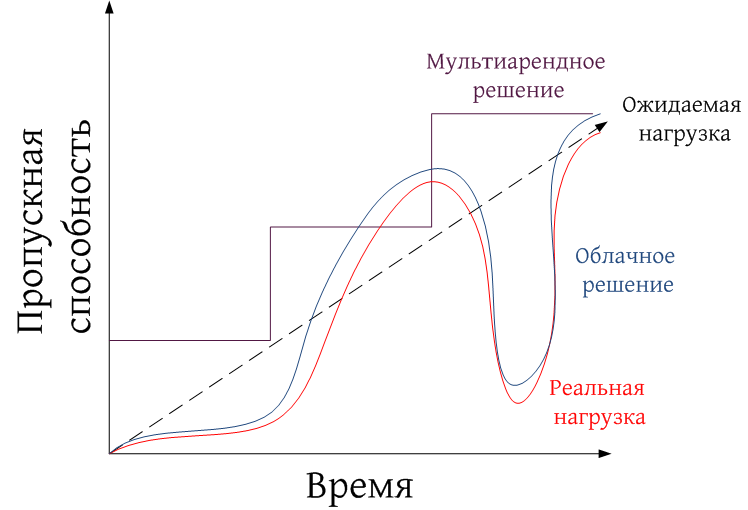 Мультиарендное
решение
Ожидаемая
нагрузка
Пропускная
способность
Облачное
решение
Реальная
нагрузка
Время